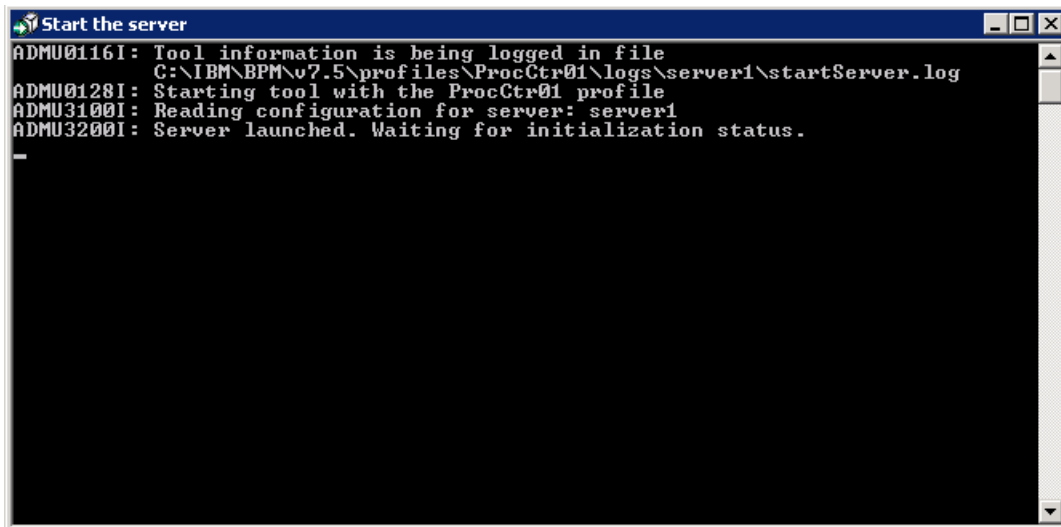 Start the server
ADMU0116I: Tool information is being logged in file
C:\IBM\BPM\v7.5\profiles\ProcCtr01\logs\server1\startServer.log
ADMU0128I: Starting tool with the ProcCtr01 profile
ADMU3100I: Reading configuration for server: server1
ADMU3200I: Server launched. Waiting for initialization status.